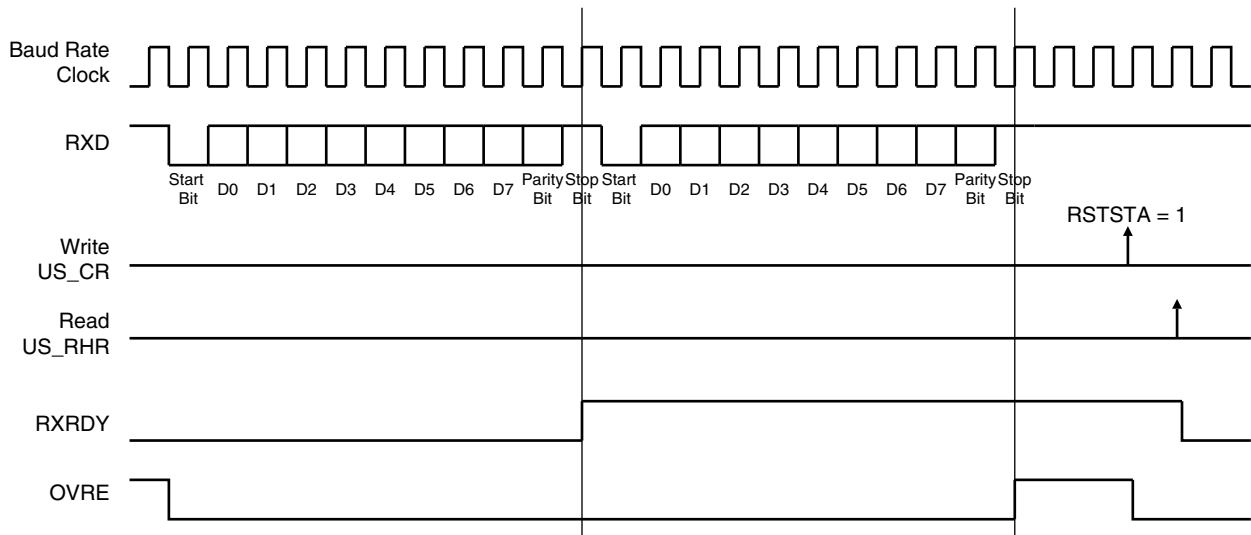 Baud Rate
Clock
RXD
Start
Bit
D0
D1
D2
D3
D4
D5
D6
D7
Parity
Bit
Stop
Bit
Start
Bit
D0
D1
D2
D3
D4
D5
D6
D7
Parity
Bit
Stop
Bit
RSTSTA = 1
Write
US_CR
Read
US_RHR
RXRDY
OVRE